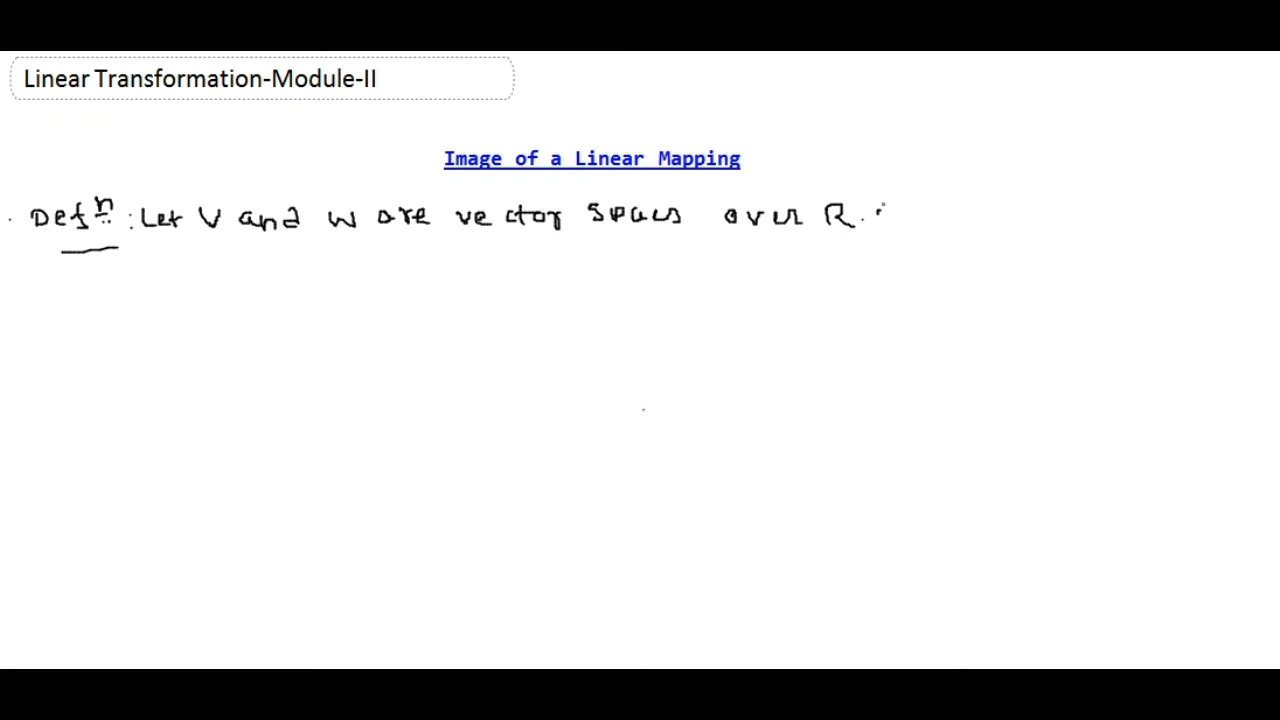 Linear Transformation-Module-II
Image of a Linear Mapping
Defn : Let V and W are vector spaces over R.